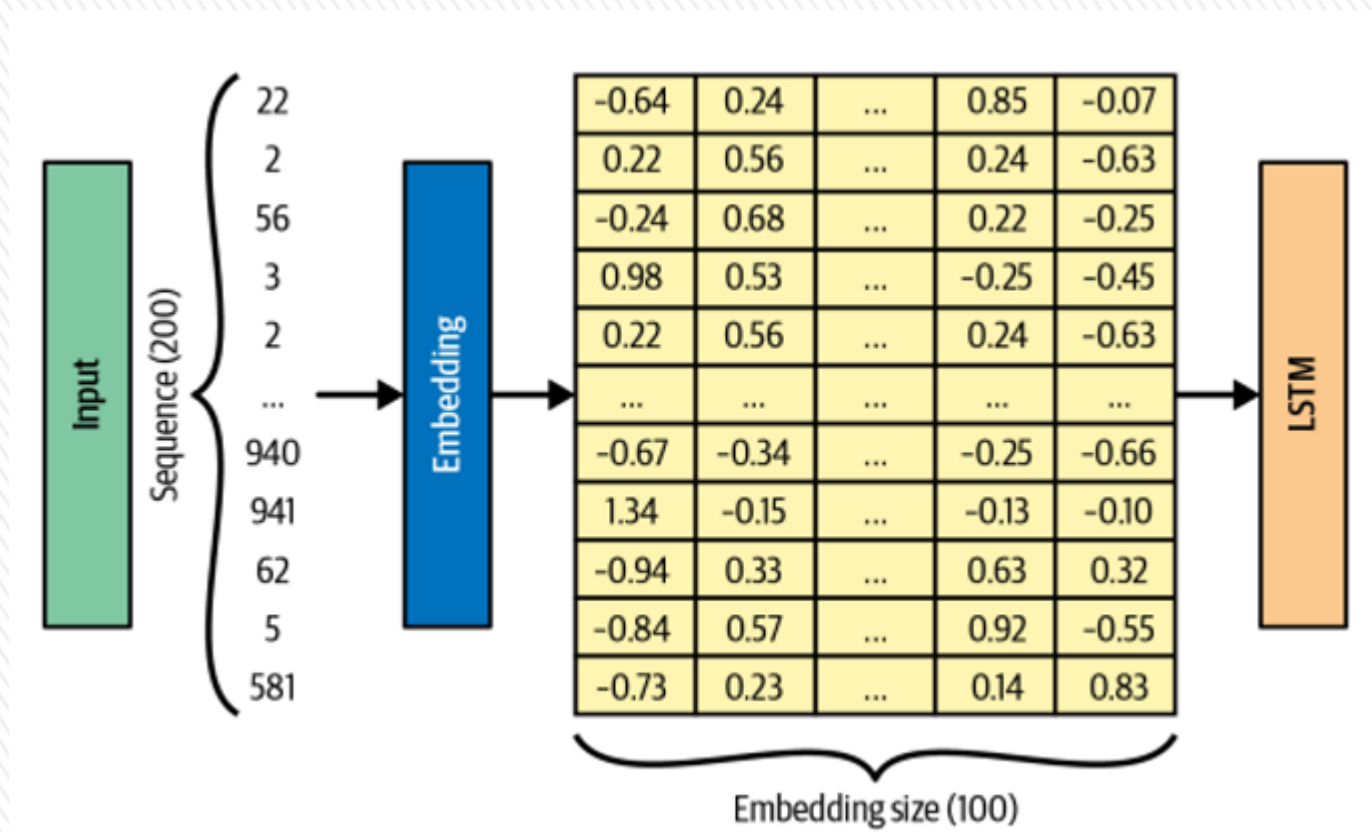 Input
Sequence (200)
22
2
56
3
2
...
940
941
62
5
581
Embedding
-0.64 0.24 ... 0.85 -0.07
0.22 0.56 ... 0.24 -0.63
-0.24 0.68 ... 0.22 -0.25
0.98 0.53 ... -0.25 -0.45
0.22 0.56 ... 0.24 -0.63
... ... ... ... ...
-0.67 -0.34 ... -0.25 -0.66
1.34 -0.15 ... -0.13 -0.10
-0.94 0.33 ... 0.63 0.32
-0.84 0.57 ... 0.92 -0.55
-0.73 0.23 ... 0.14 0.83
Embedding size (100)
LSTM